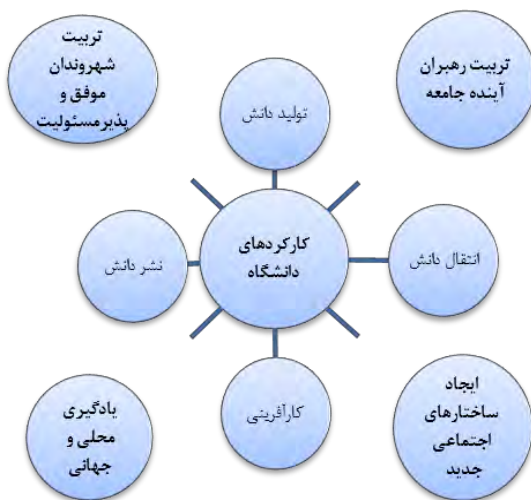 تربیت
شهروندان
موفق و
پذیرمسئولیت
تربیت رهبران
آینده جامعه
تولید دانش
کارکردهای
دانشگاه
انتقال دانش
نشر دانش
کارآفرینی
ایجاد
ساختارهای
اجتماعی
جدید
یادگیری
محلی و
جهانی